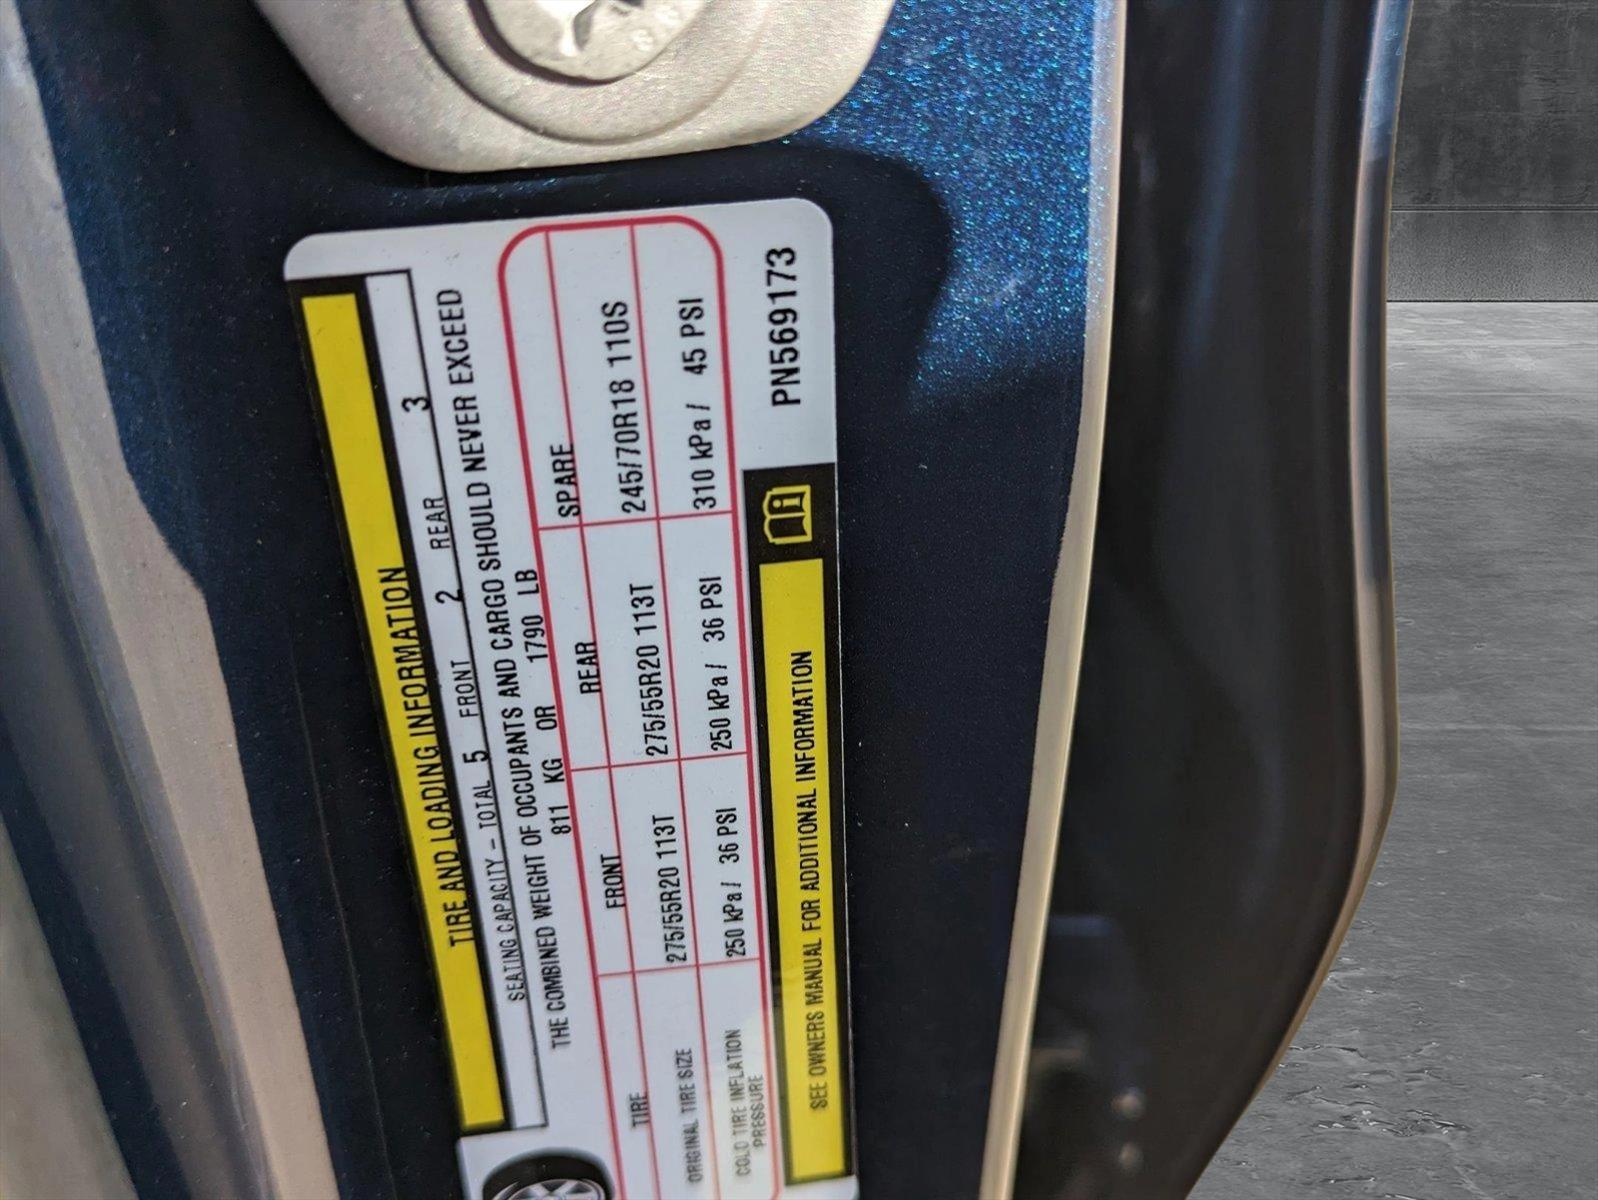 TIRE AND LOADING INFORMATION
SEATING CAPACITY – TOTAL 5 FRONT 2 REAR 3
THE COMBINED WEIGHT OF OCCUPANTS AND CARGO SHOULD NEVER EXCEED
811 KG OR 1790 LB
TIRE FRONT REAR SPARE
ORIGINAL TIRE SIZE 275/55R20 113T 275/55R20 113T 245/70R18 110S
COLD TIRE INFLATION PRESSURE 250 kPa/ 36 PSI 250 kPa/ 36 PSI 310 kPa/ 45 PSI
SEE OWNERS MANUAL FOR ADDITIONAL INFORMATION
PN569173